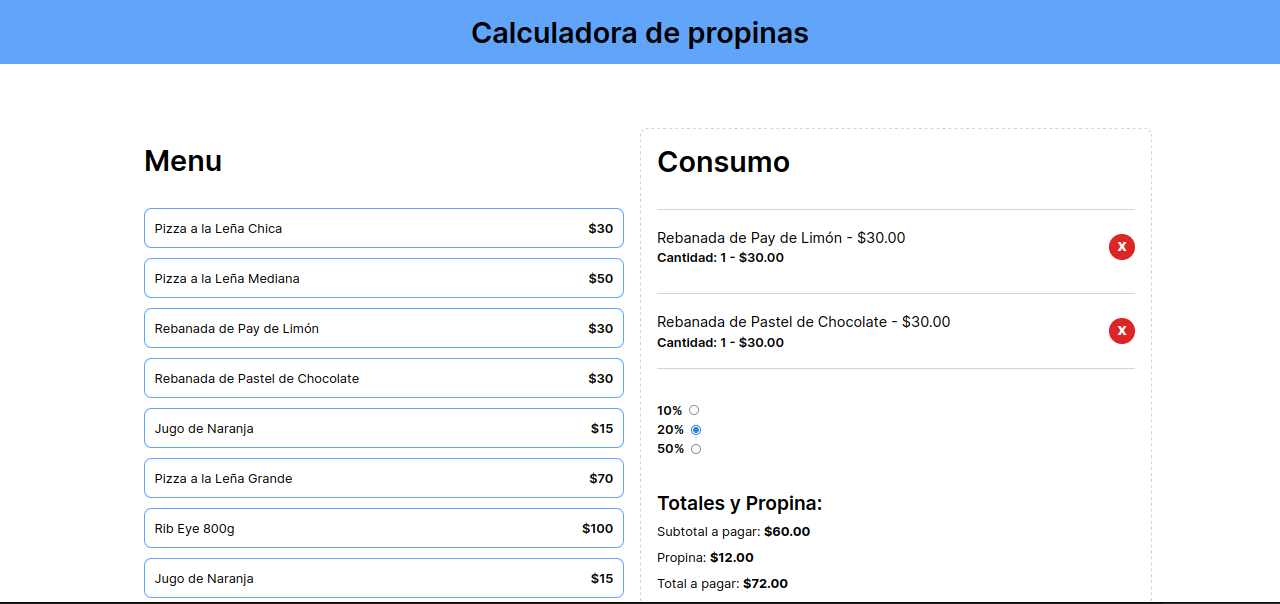 Calculadora de propinas
Menu
Pizza a la Leña Chica $30
Pizza a la Leña Mediana $50
Rebanada de Pay de Limón $30
Rebanada de Pastel de Chocolate $30
Jugo de Naranja $15
Pizza a la Leña Grande $70
Rib Eye 800g $100
Jugo de Naranja $15
Consumo
Rebanada de Pay de Limón - $30.00
Cantidad: 1 - $30.00
X
Rebanada de Pastel de Chocolate - $30.00
Cantidad: 1 - $30.00
X
10%
20%
50%
Totales y Propina:
Subtotal a pagar: $60.00
Propina: $12.00
Total a pagar: $72.00